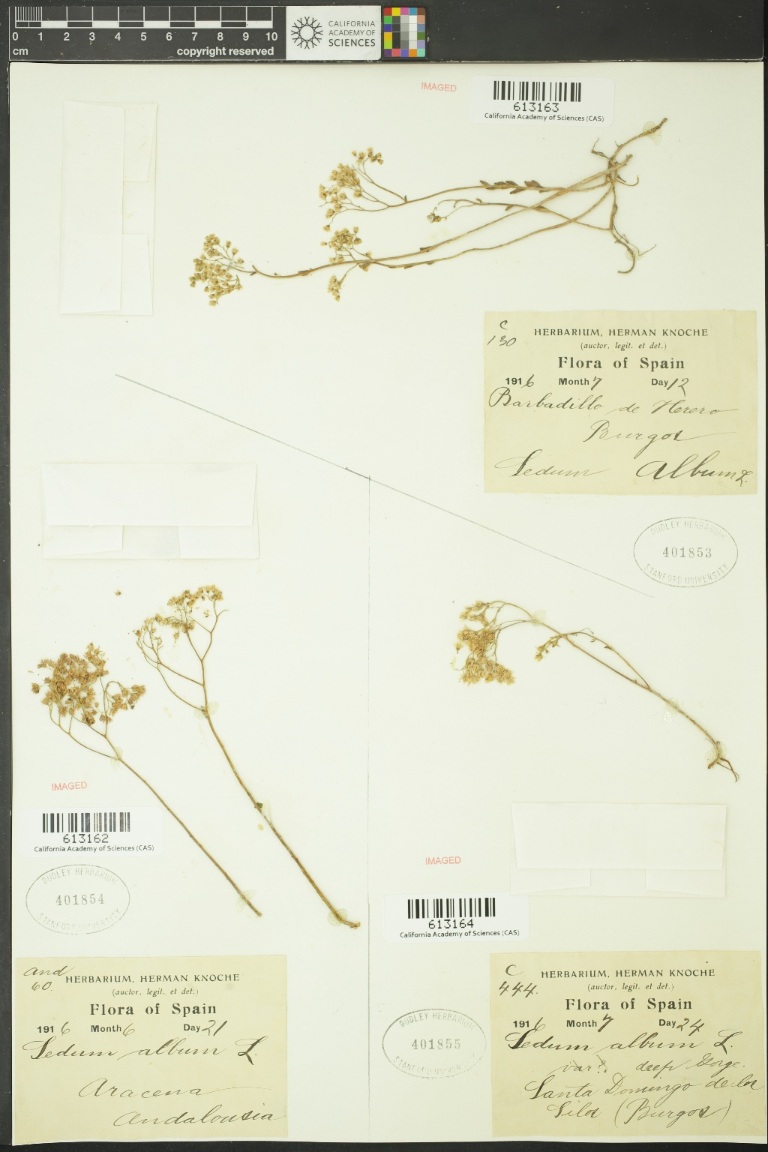 0 1 2 3 4 5 6 7 8 9 10
cm
copyright reserved
CALIFORNIA
ACADEMY OF
SCIENCES
IMAGED
613163
California Academy of Sciences (CAS)
C
130
HERBARIUM, HERMAN KNOCHE
(auctor, legit. et det.)
Flora of Spain
1916 Month 7 Day 12
Barbadillo de Herero
Burgos
Sedum Album L.
DUDLEY HERBARIUM
401853
STANFORD UNIVERSITY
IMAGED
613162
California Academy of Sciences (CAS)
DUDLEY HERBARIUM
401854
STANFORD UNIVERSITY
And
60.
HERBARIUM, HERMAN KNOCHE
(auctor, legit. et det.)
Flora of Spain
1916 Month 6 Day 21
Sedum album L.
Aracena
Andalousia
IMAGED
613164
California Academy of Sciences (CAS)
DUDLEY HERBARIUM
401855
STANFORD UNIVERSITY
C
444.
HERBARIUM, HERMAN KNOCHE
(auctor, legit. et det.)
Flora of Spain
1916 Month 7 Day 24
Sedum album L.
var?. deep Gorge.
Santa Domingo de los
Silos (Burgos)